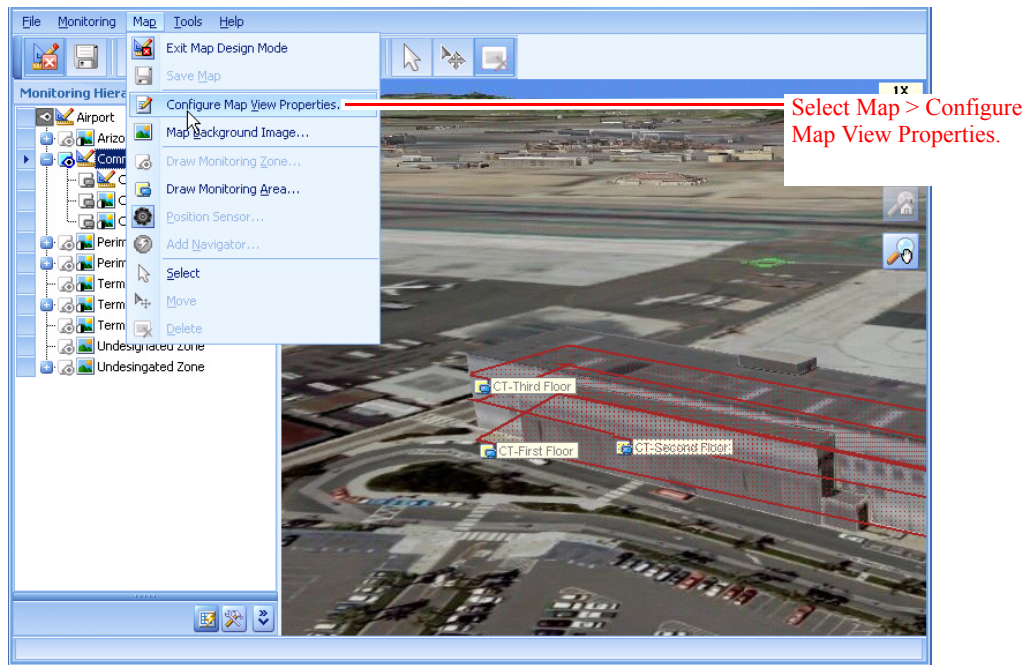 File Monitoring Map Tools Help
Exit Map Design Mode
Save Map
Monitoring Hiera
Configure Map View Properties.
1X
Select Map > Configure
Map View Properties.
Airport
Map Background Image...
Arizo
Draw Monitoring Zone...
Comm
Draw Monitoring Area...
C
C
Position Sensor...
C
Perim
Add Navigator...
Perim
Select
Term
Term
Move
Term
Delete
Undesignated Zone
Undesingated Zone
CT-Third Floor
CT-Second Floor
CT-First Floor